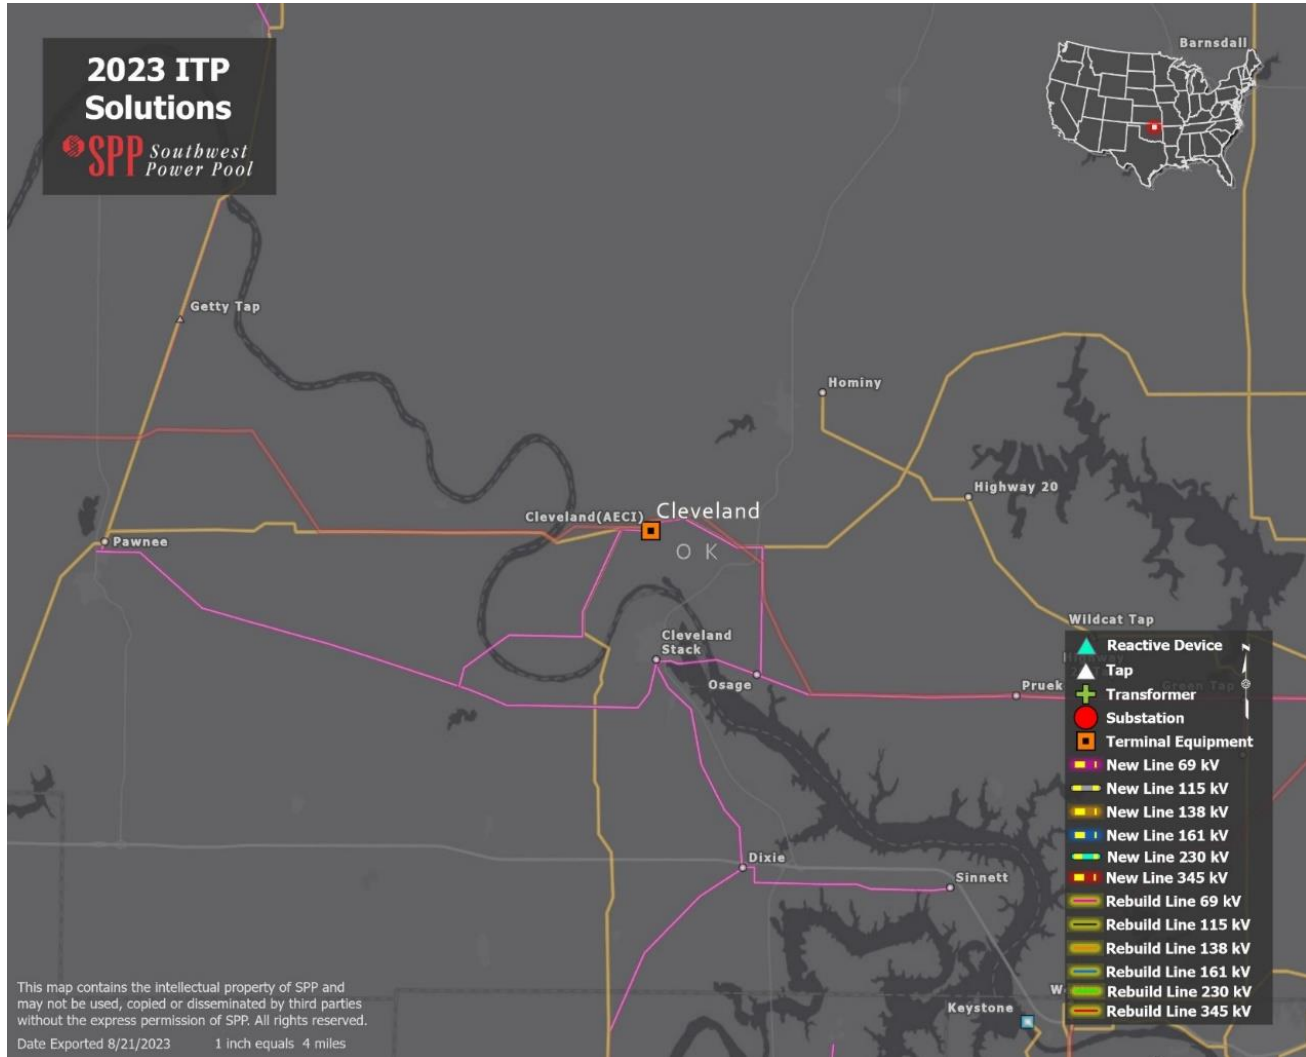 2023 ITP
Solutions
SPP Southwest
Power Pool
Barnsdall
Getty Tap
Hominy
Highway 20
Cleveland(AECI)
Cleveland
O K
Pawnee
Wildcat Tap
Cleveland
Stack
Osage
Pruek
Green Tap
Dixie
Sinnett
Keystone
Reactive Device
N
Tap
Transformer
Substation
Terminal Equipment
New Line 69 kV
New Line 115 kV
New Line 138 kV
New Line 161 kV
New Line 230 kV
New Line 345 kV
Rebuild Line 69 kV
Rebuild Line 115 kV
Rebuild Line 138 kV
Rebuild Line 161 kV
Rebuild Line 230 kV
Rebuild Line 345 kV
This map contains the intellectual property of SPP and
may not be used, copied or disseminated by third parties
without the express permission of SPP. All rights reserved.
Date Exported 8/21/2023 1 inch equals 4 miles